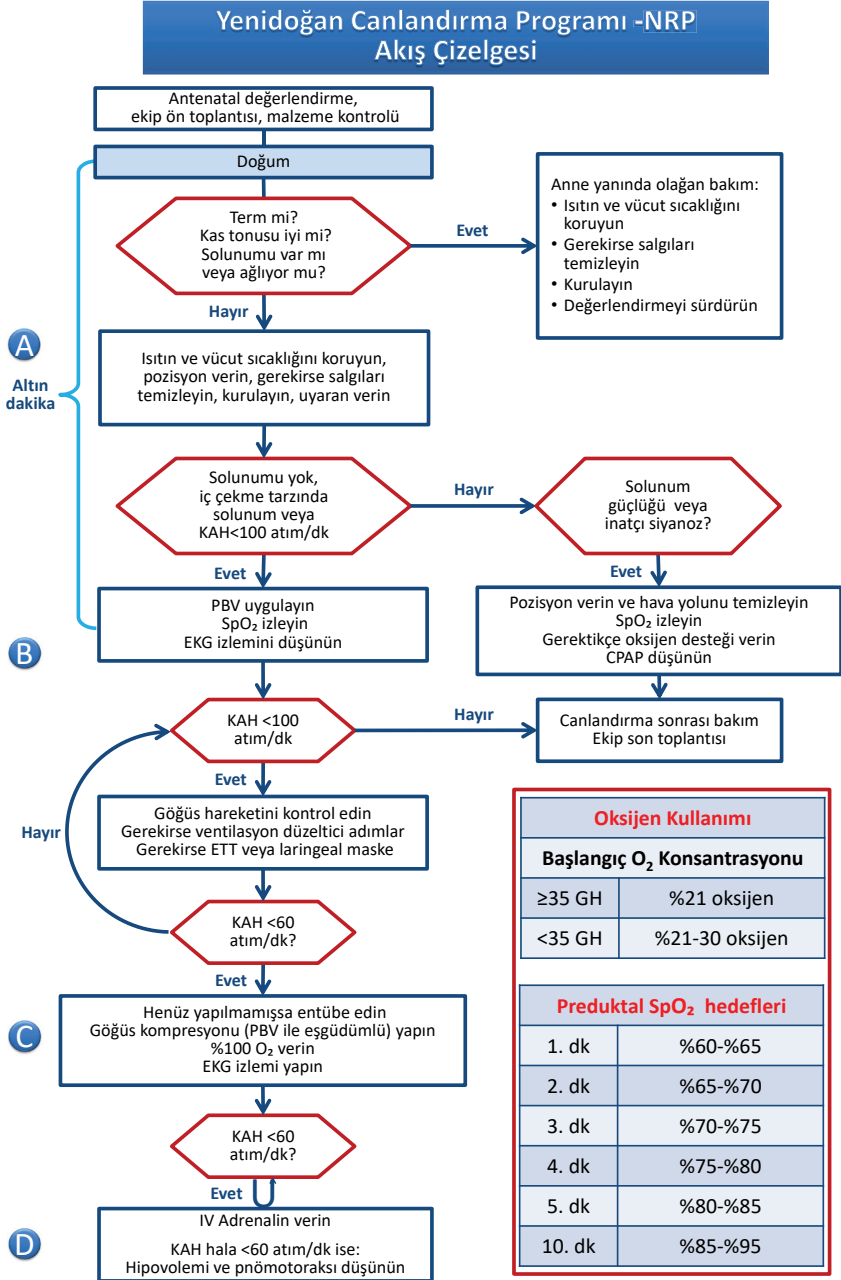 Yenidoğan Canlandırma Programı -NRP
Akış Çizelgesi
Antenatal değerlendirme,
ekip ön toplantısı, malzeme kontrolü
Doğum
Term mi?
Kas tonusu iyi mi?
Solunumu var mı
veya ağlıyor mu?
Evet
Anne yanında olağan bakım:
• Isıtın ve vücut sıcaklığını
koruyun
• Gerekirse salgıları
temizleyin
• Kurulayın
• Değerlendirmeyi sürdürün
Hayır
A
Altın
dakika
Isıtın ve vücut sıcaklığını koruyun,
pozisyon verin, gerekirse salgıları
temizleyin, kurulayın, uyaran verin
Solunumu yok,
iç çekme tarzında
solunum veya
KAH<100 atım/dk
Hayır
Solunum
güçlüğü veya
inatçı siyanoz?
Evet
Evet
B
PBV uygulayın
SpO₂ izleyin
EKG izlemini düşünün
Pozisyon verin ve hava yolunu temizleyin
SpO₂ izleyin
Gerektikçe oksijen desteği verin
CPAP düşünün
KAH <100
atım/dk
Hayır
Canlandırma sonrası bakım
Ekip son toplantısı
Evet
Hayır
Göğüs hareketini kontrol edin
Gerekirse ventilasyon düzeltici adımlar
Gerekirse ETT veya laringeal maske
KAH <60
atım/dk?
Evet
C
Henüz yapılmamışsa entübe edin
Göğüs kompresyonu (PBV ile eşgüdümlü) yapın
%100 O₂ verin
EKG izlemi yapın
KAH <60
atım/dk?
Evet
D
IV Adrenalin verin
KAH hala <60 atım/dk ise:
Hipovolemi ve pnömotoraksı düşünün
Oksijen Kullanımı
Başlangıç O₂ Konsantrasyonu
≥35 GH %21 oksijen
<35 GH %21-30 oksijen
Preduktal SpO₂ hedefleri
1. dk %60-%65
2. dk %65-%70
3. dk %70-%75
4. dk %75-%80
5. dk %80-%85
10. dk %85-%95